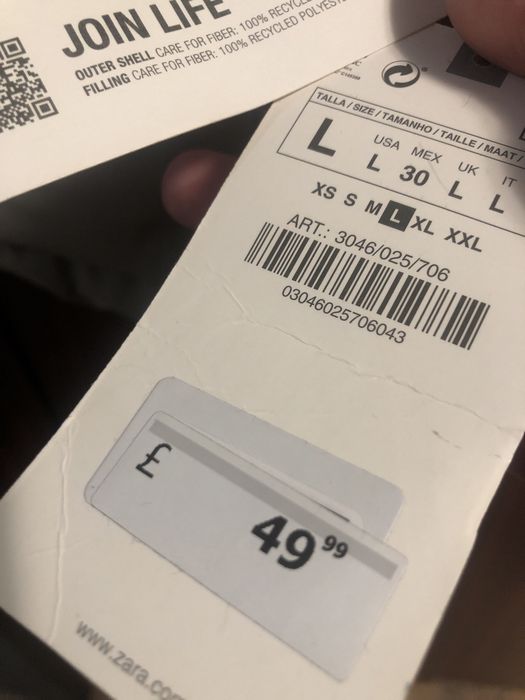 JOIN LIFE
OUTER SHELL CARE FOR FIBER: 100% RECYCLED
FILLING CARE FOR FIBER: 100% RECYCLED POLYEST
TALLA / SIZE / TAMANHO / TAILLE / MAAT /
L
USA MEX UK IT
L 30 L L
XS S M L XL XXL
ART.: 3046/025/706
03046025706043
£
49 99
www.zara.com